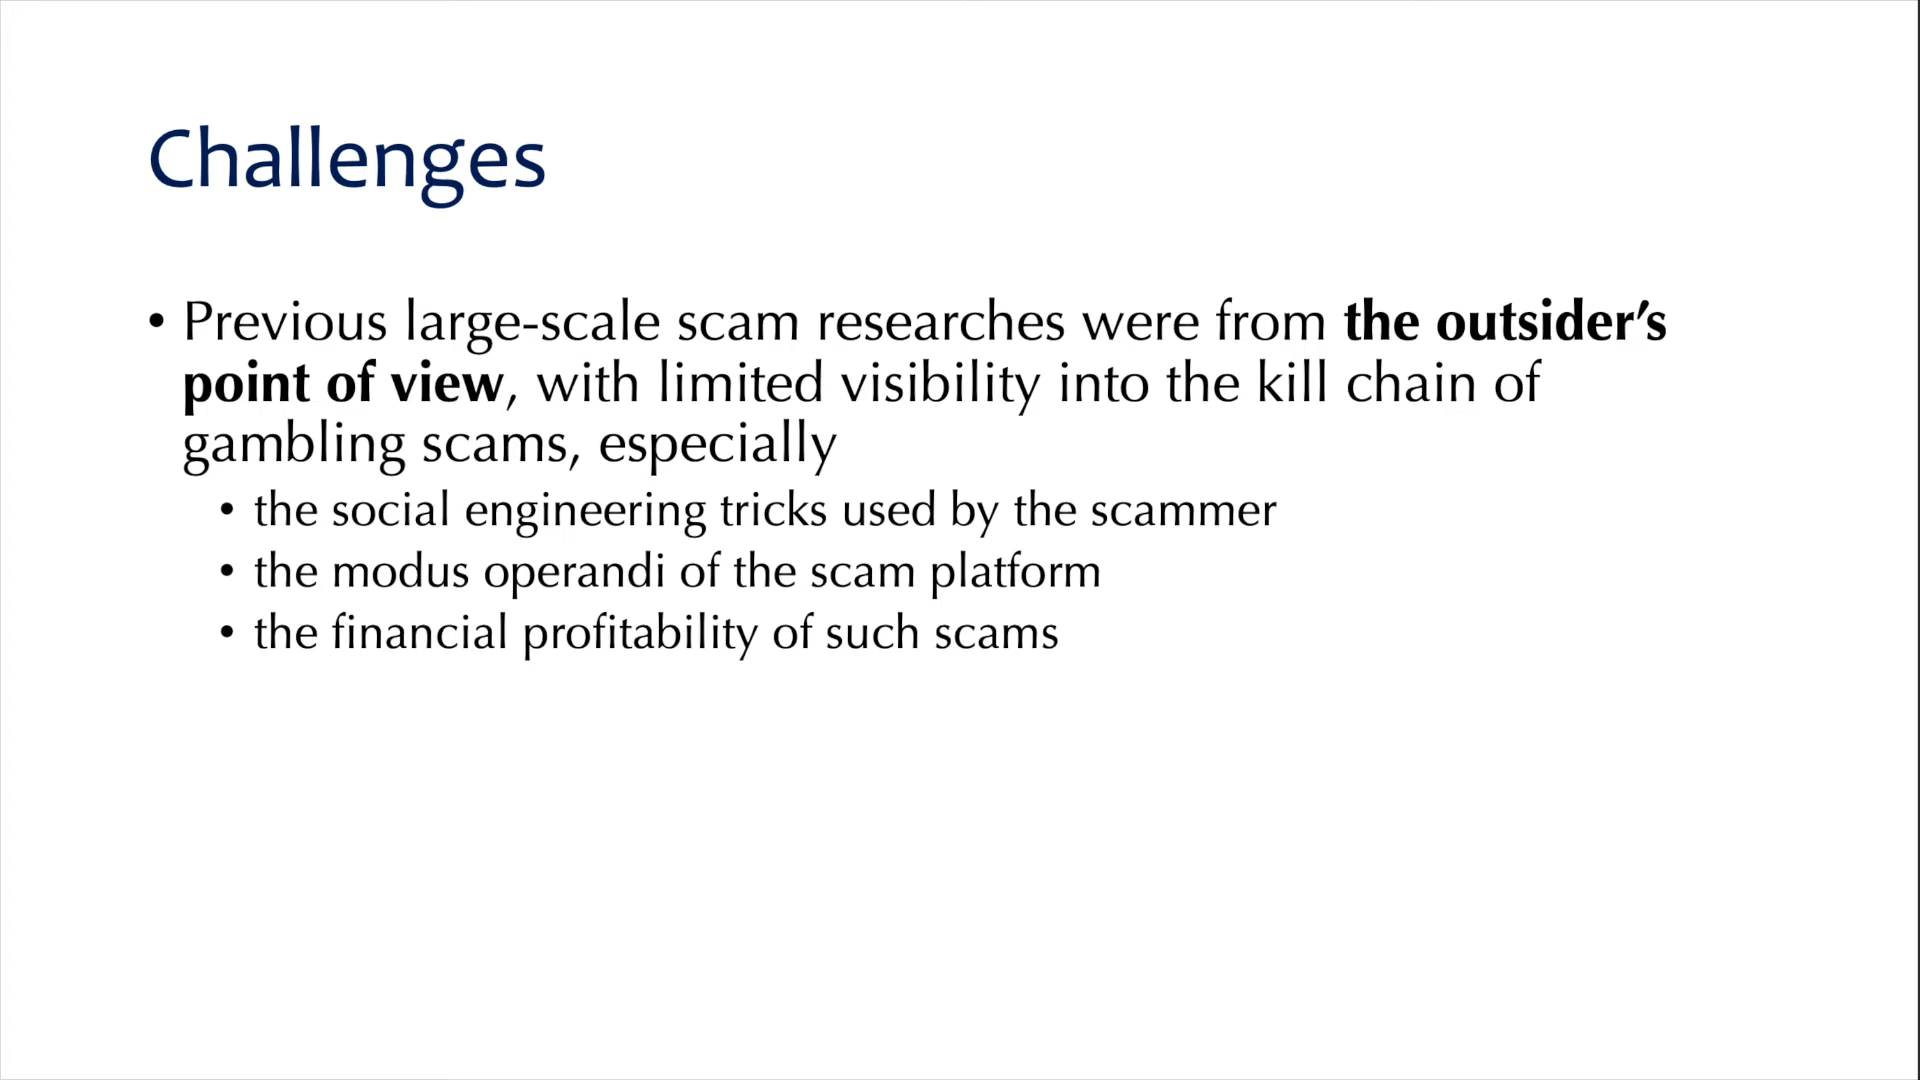 Challenges
• Previous large-scale scam researches were from the outsider’s
point of view, with limited visibility into the kill chain of
gambling scams, especially
• the social engineering tricks used by the scammer
• the modus operandi of the scam platform
• the financial profitability of such scams